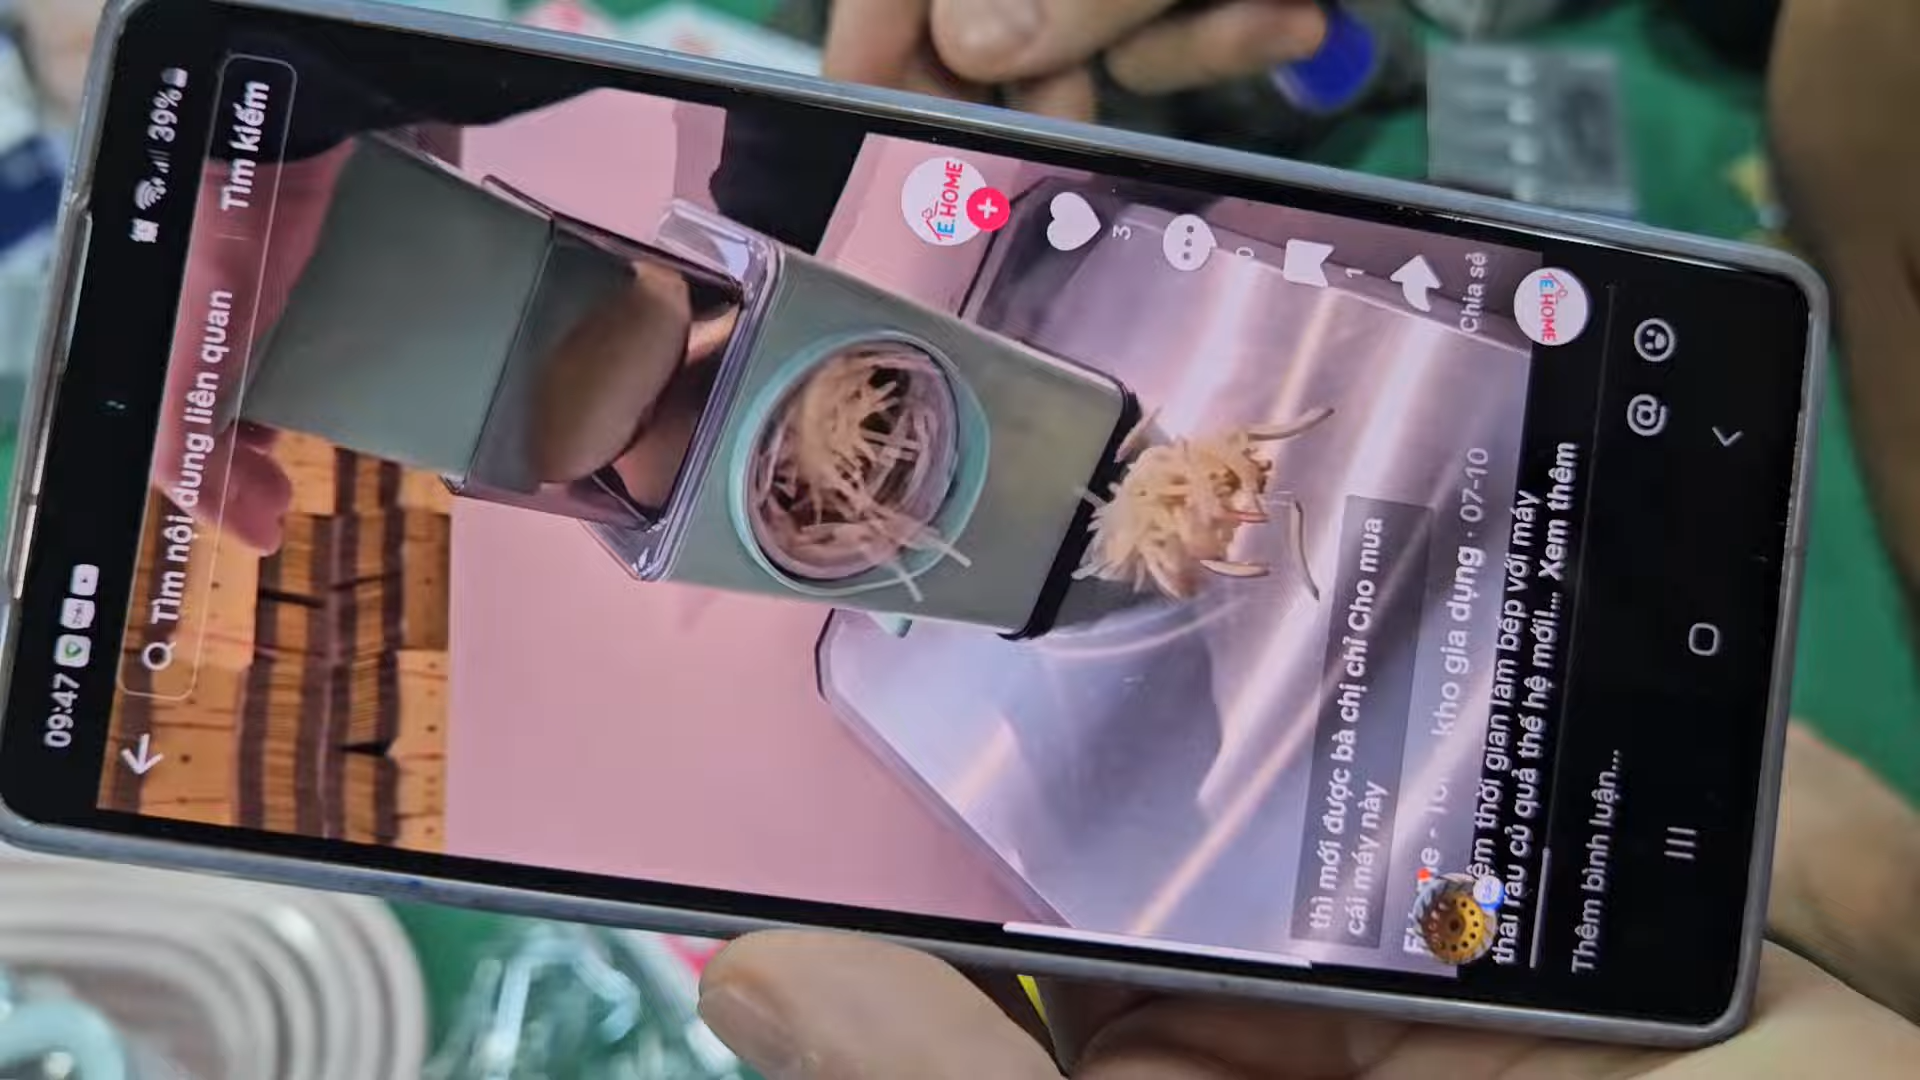 09:47
39%
Tìm nội dung liên quan
Tìm kiếm
E.HOME
3
0
1
Chia sẻ
thì mới được bà chị chỉ cho mua
cái máy này
kho gia dụng · 07-10
thời gian làm bếp với máy
thái rau củ quả thế hệ mới!... Xem thêm
E.HOME
Thêm bình luận...
@